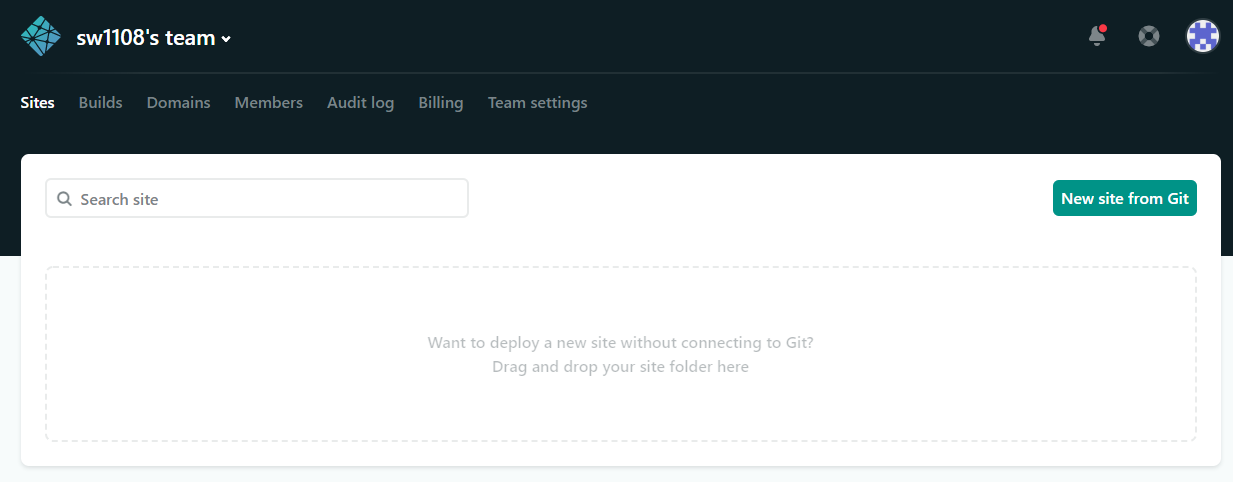 sw1108's team
Sites Builds Domains Members Audit log Billing Team settings
Search site
New site from Git
Want to deploy a new site without connecting to Git?
Drag and drop your site folder here